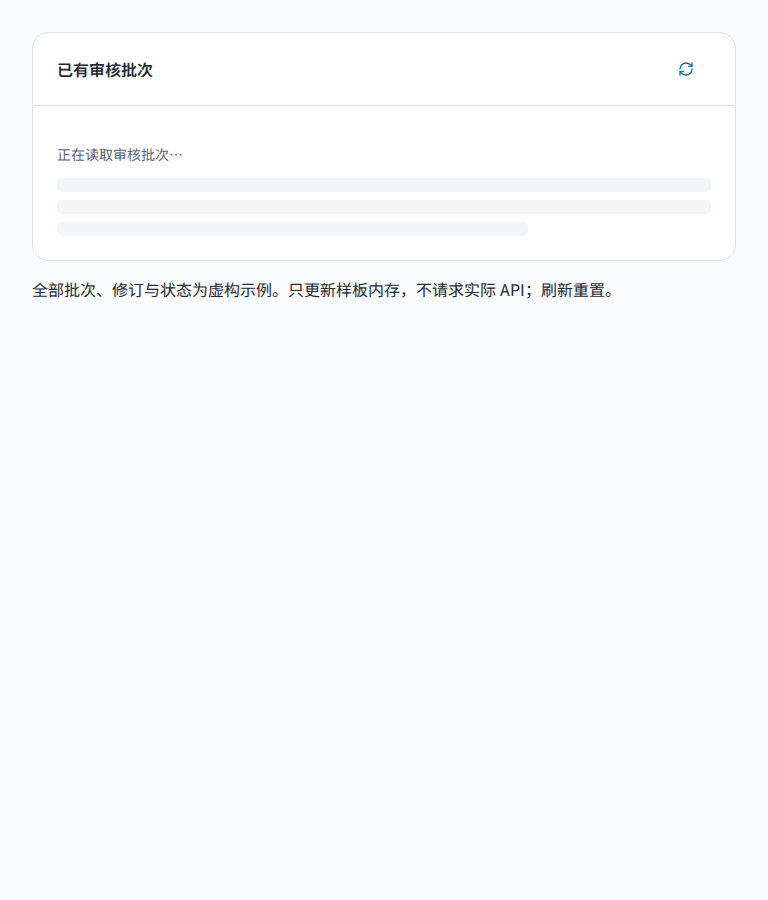 已有审核批次
正在读取审核批次…
全部批次、修订与状态为虚构示例。只更新样板内存，不请求实际 API；刷新重置。